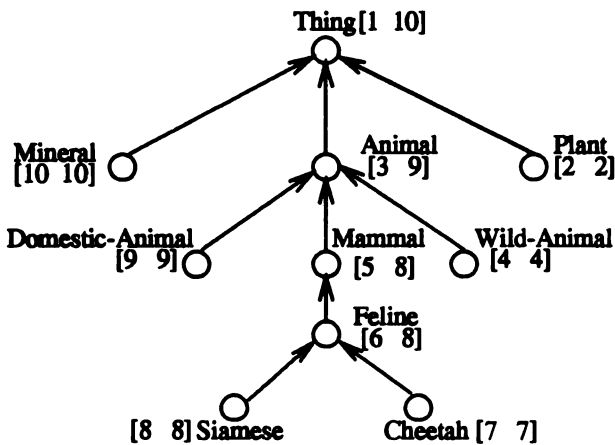 Thing [1 10]
Mineral
[10 10]
Animal
[3 9]
Plant
[2 2]
Domestic-Animal
[9 9]
Mammal
[5 8]
Wild-Animal
[4 4]
Feline
[6 8]
[8 8] Siamese
Cheetah [7 7]